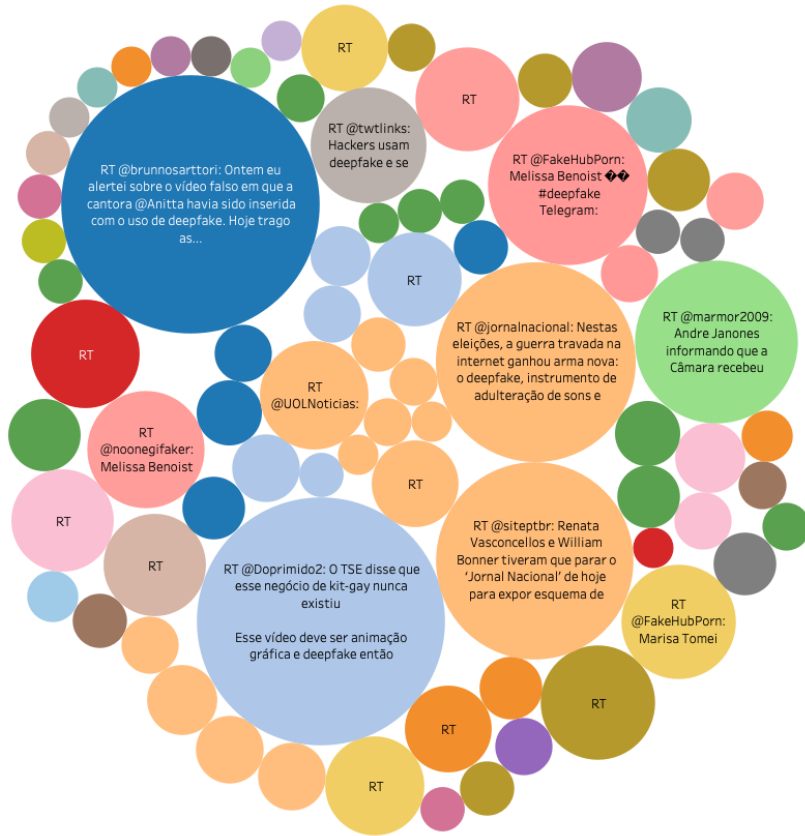 RT
RT @twtlinks:
Hackers usam
deepfake e se
RT
RT @brunnosarttori: Ontem eu
alertei sobre o vídeo falso em que a
cantora @Anitta havia sido inserida
com o uso de deepfake. Hoje trago
as...
RT @FakeHubPorn:
Melissa Benoist ��
#deepfake
Telegram:
RT
RT @jornalnacional: Nestas
eleições, a guerra travada na
internet ganhou arma nova:
o deepfake, instrumento de
adulteração de sons e
RT @marmor2009:
Andre Janones
informando que a
Câmara recebeu
RT
RT
@UOLNoticias:
RT
@noonegifaker:
Melissa Benoist
RT
RT
RT
RT @siteptbr: Renata
Vasconcellos e William
Bonner tiveram que parar o
‘Jornal Nacional’ de hoje
para expor esquema de
RT @Doprimido2: O TSE disse que
esse negócio de kit-gay nunca
existiu
Esse vídeo deve ser animação
gráfica e deepfake então
RT
@FakeHubPorn:
Marisa Tomei
RT
RT
RT